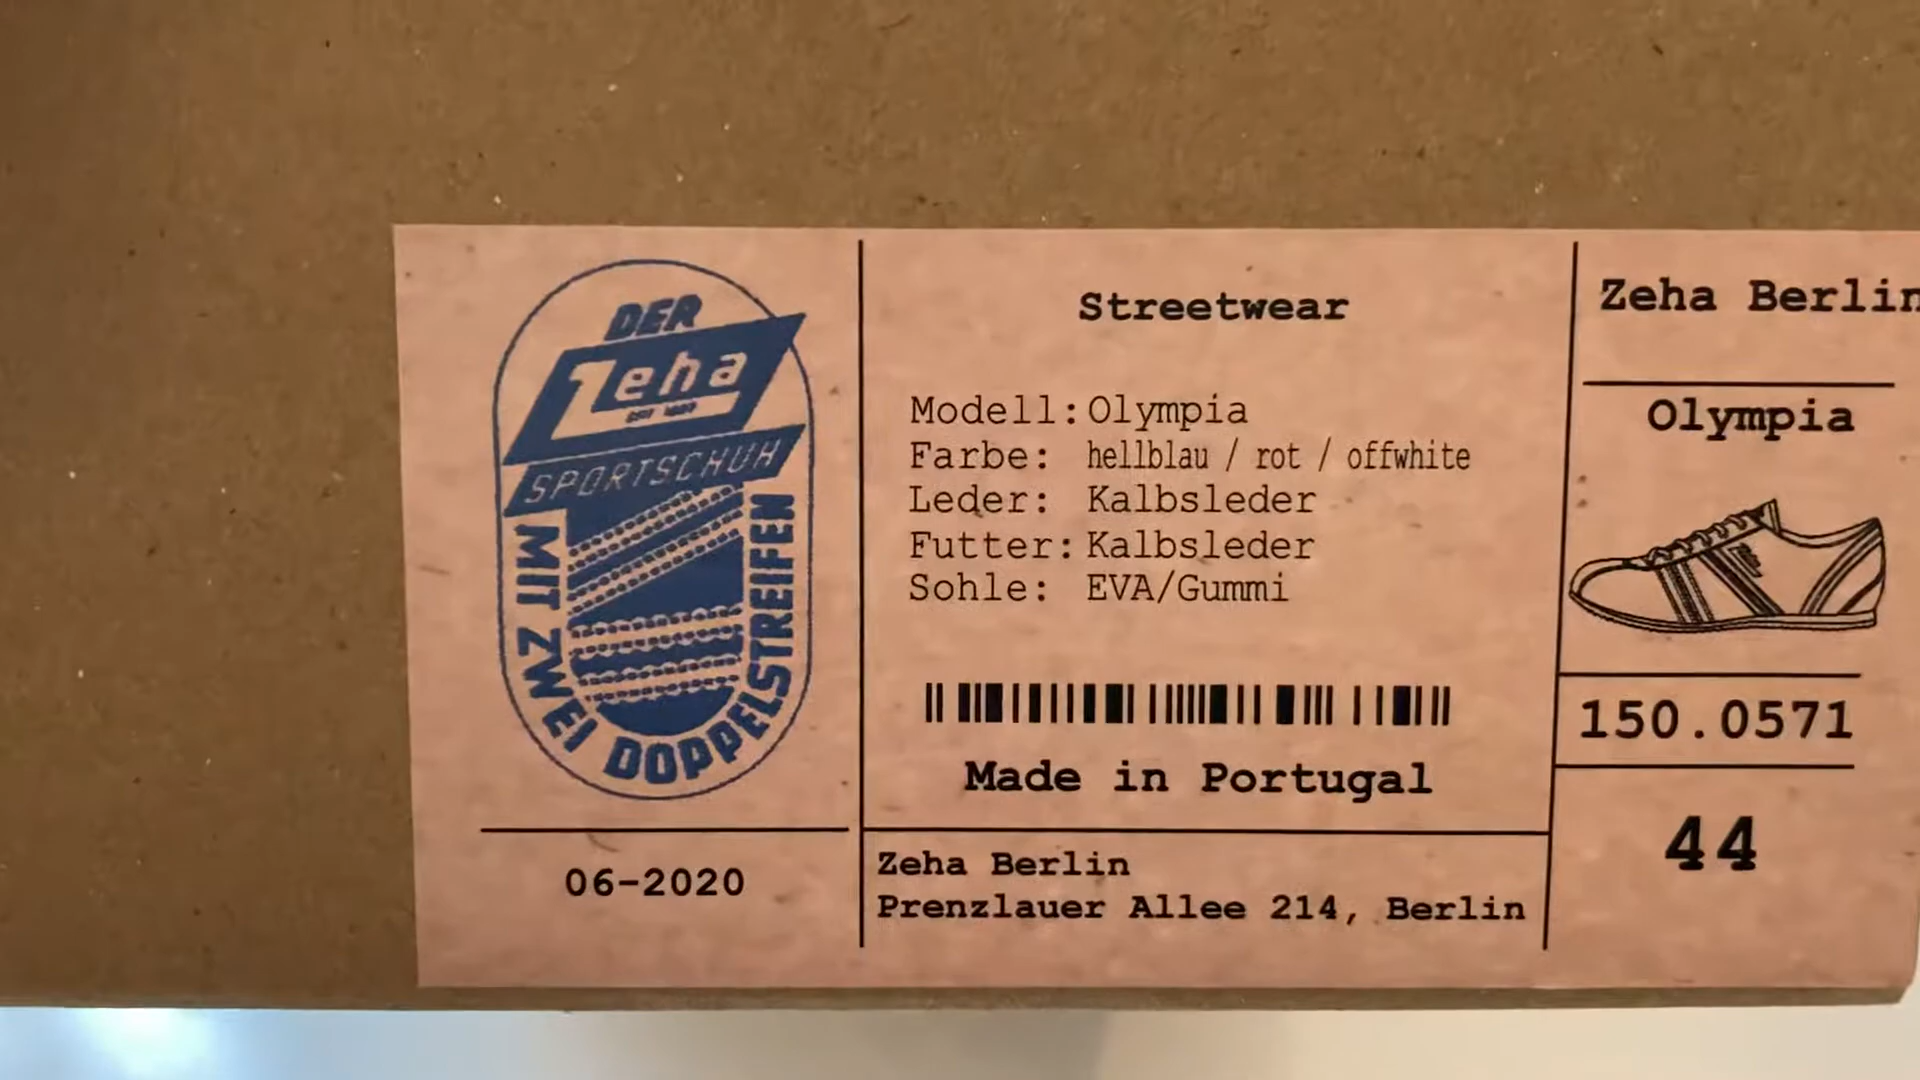 DER
Zeha
SPORTSCHUH
MIT ZWEI DOPPELSTREIFEN
06-2020
Streetwear
Modell: Olympia
Farbe: hellblau / rot / offwhite
Leder: Kalbsleder
Futter: Kalbsleder
Sohle: EVA/Gummi
Made in Portugal
Zeha Berlin
Prenzlauer Allee 214, Berlin
Zeha Berlin
Olympia
150.0571
44